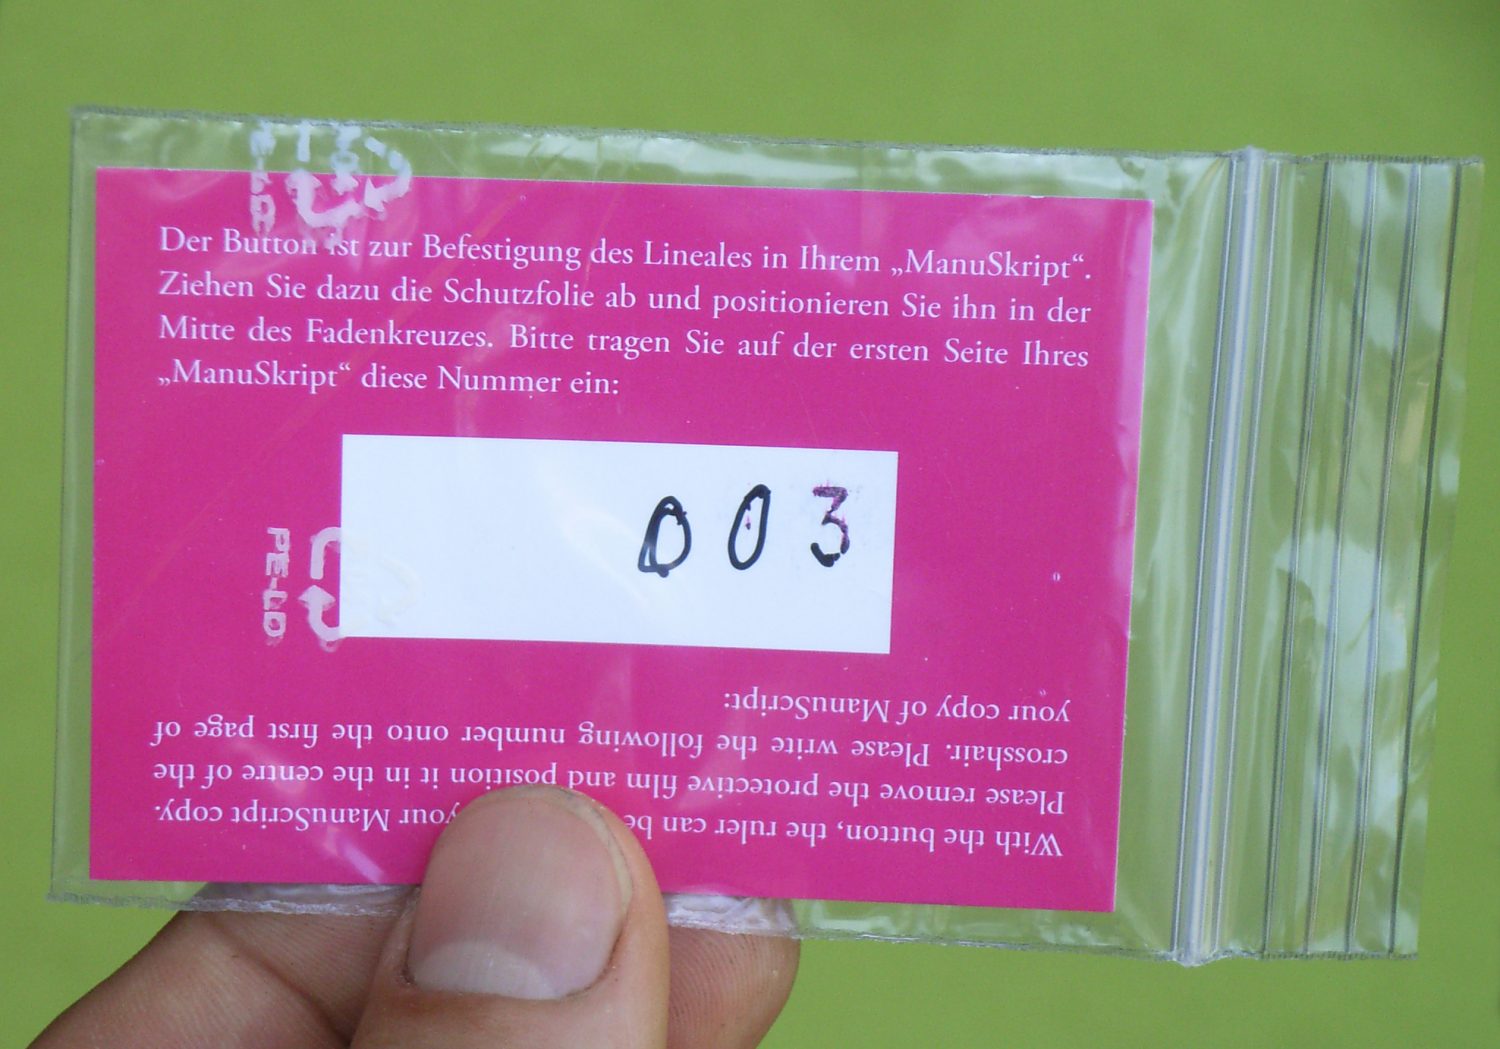 Der Button ist zur Befestigung des Lineales in Ihrem „ManuSkript“.
Ziehen Sie dazu die Schutzfolie ab und positionieren Sie ihn in der
Mitte des Fadenkreuzes. Bitte tragen Sie auf der ersten Seite Ihres
„ManuSkript“ diese Nummer ein:
003
PE-LD
With the button, the ruler can be your ManuScript copy.
Please remove the protective film and position it in the centre of the
crosshair. Please write the following number onto the first page of
your copy of ManuScript: